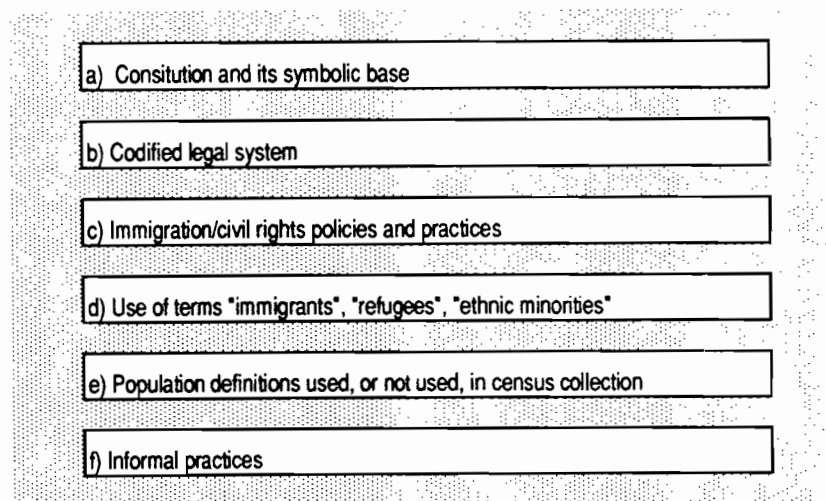 a) Consitution and its symbolic base
b) Codified legal system
c) Immigration/civil rights policies and practices
d) Use of terms "immigrants", "refugees", "ethnic minorities"
e) Population definitions used, or not used, in census collection
f) Informal practices